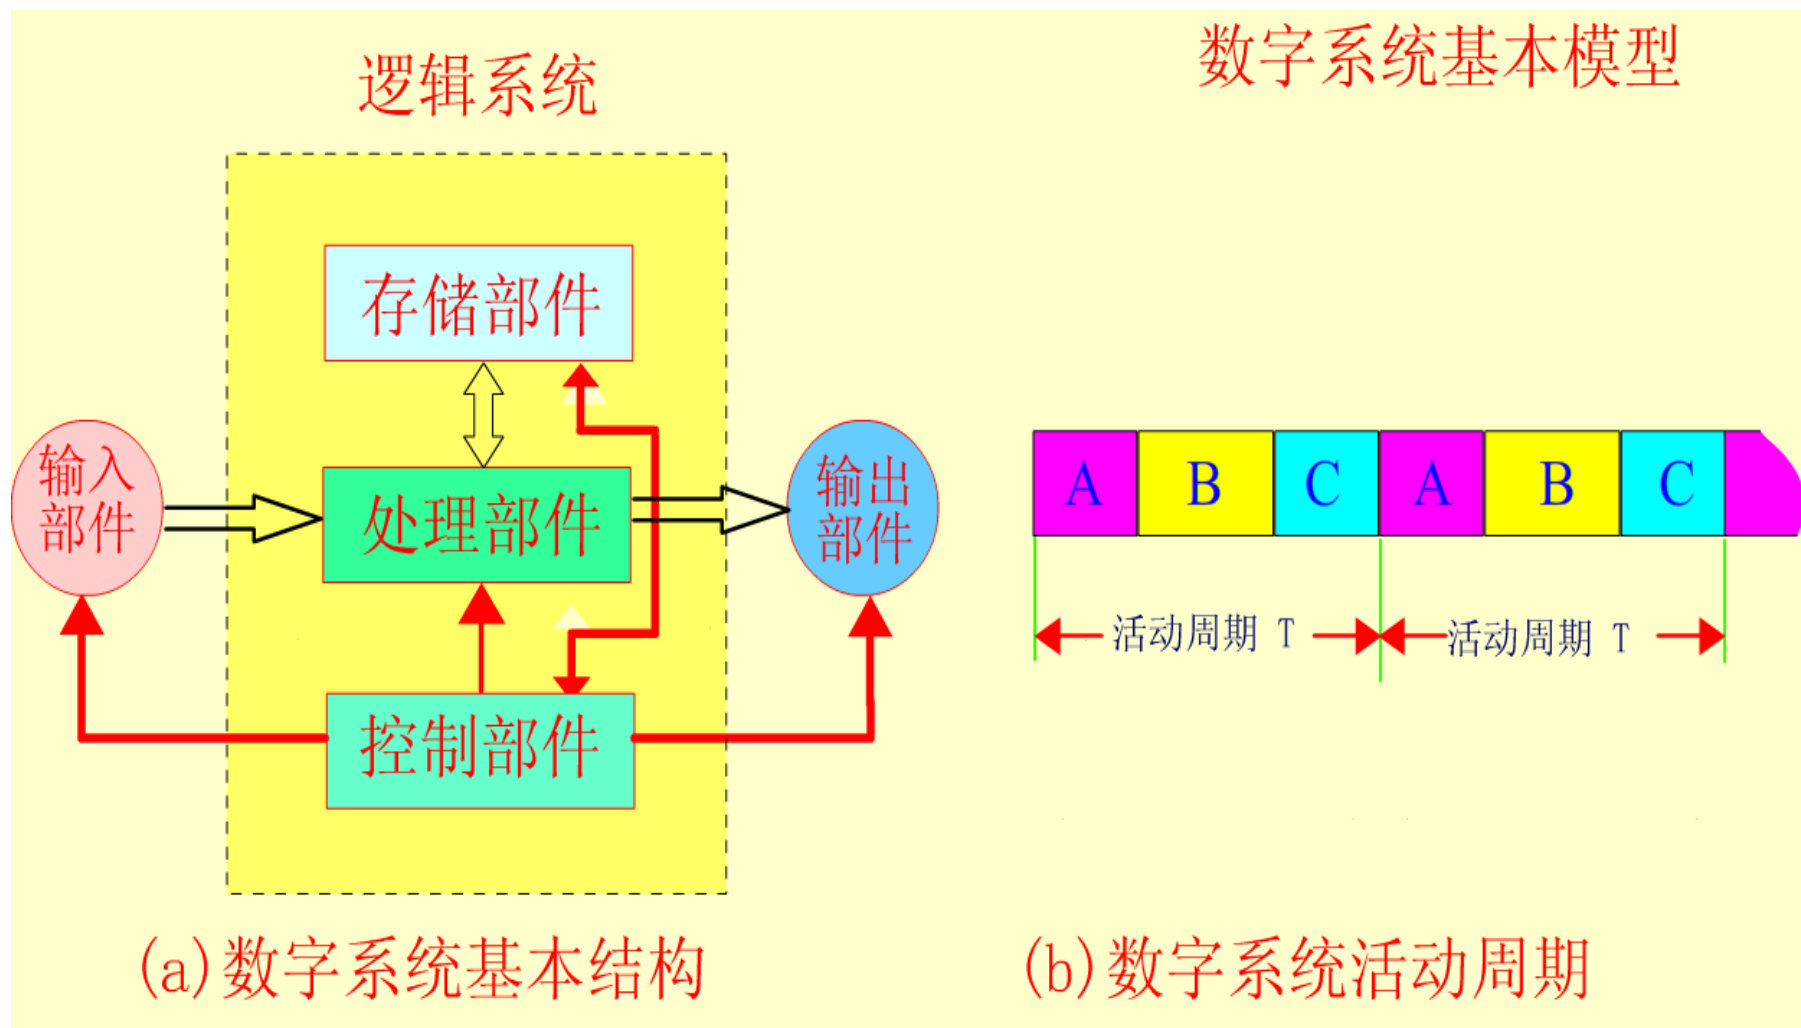 数字系统基本模型
逻辑系统
存储部件
输入
部件
处理部件
输出
部件
控制部件
(a)数字系统基本结构
A B C A B C
活动周期 T 活动周期 T
(b)数字系统活动周期